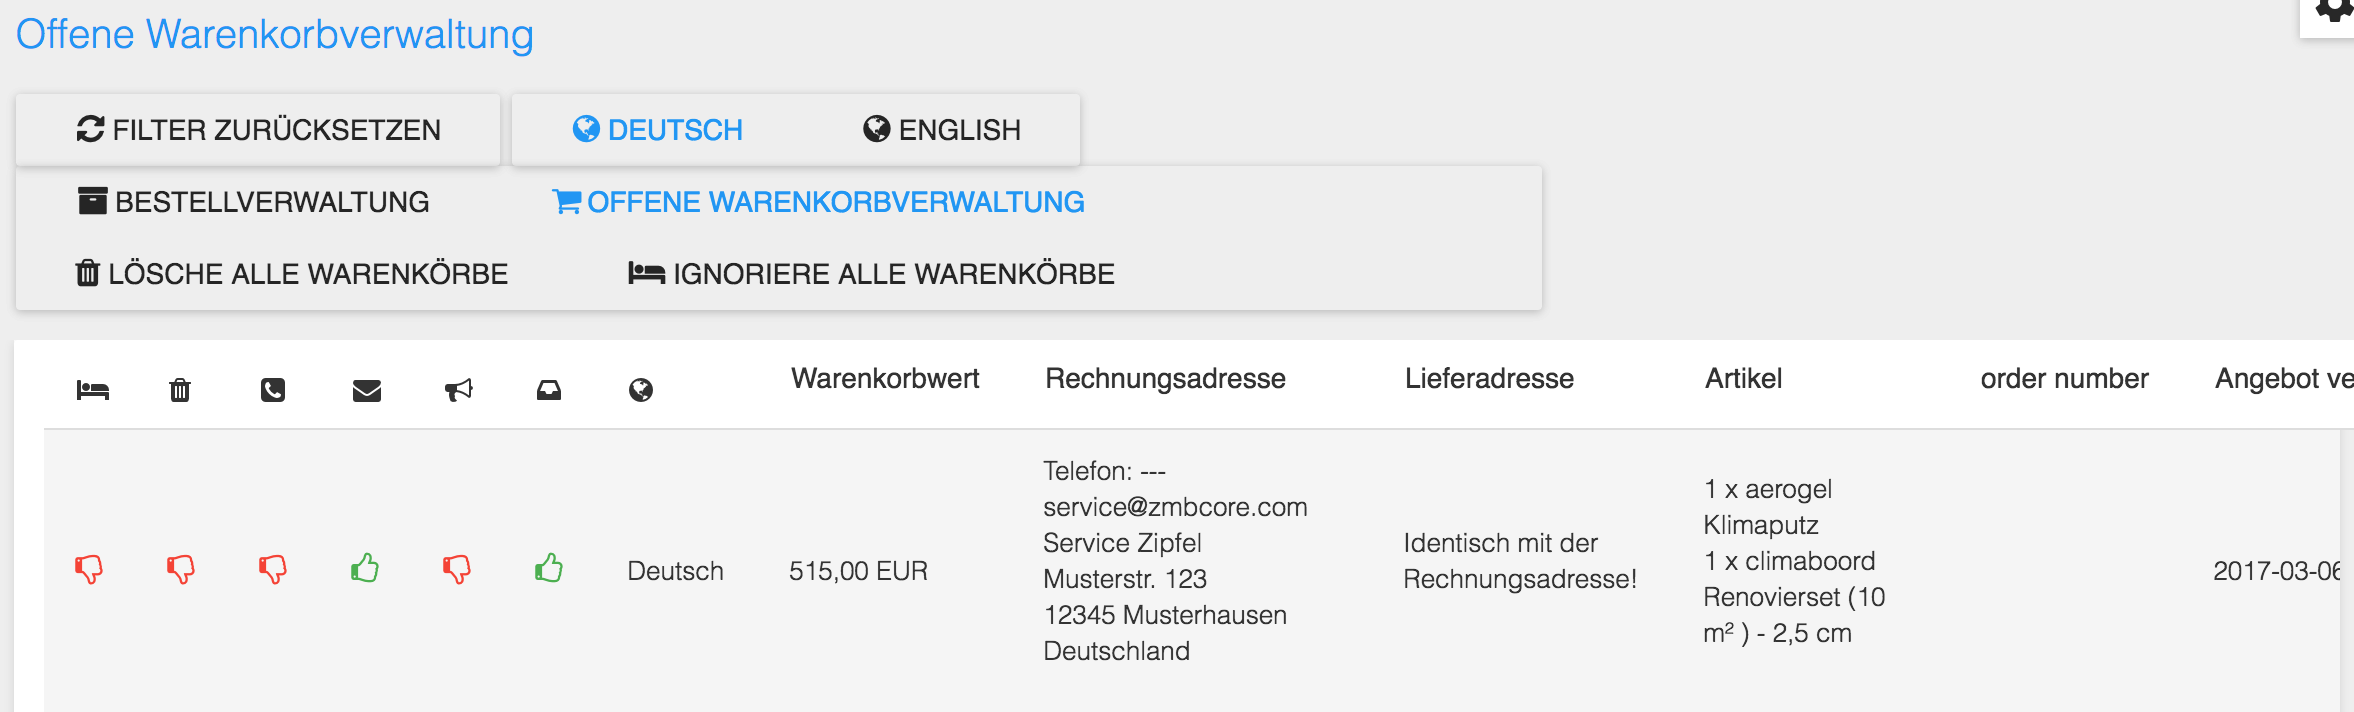 Offene Warenkorbverwaltung
FILTER ZURÜCKSETZEN
DEUTSCH
ENGLISH
BESTELLVERWALTUNG
OFFENE WARENKORBVERWALTUNG
LÖSCHE ALLE WARENKÖRBE
IGNORIERE ALLE WARENKÖRBE
Warenkorbwert
Rechnungsadresse
Lieferadresse
Artikel
order number
Angebot ve
Deutsch
515,00 EUR
Telefon: ---
service@zmbcore.com
Service Zipfel
Musterstr. 123
12345 Musterhausen
Deutschland
Identisch mit der
Rechnungsadresse!
1 x aerogel
Klimaputz
1 x climaboord
Renovierset (10
m² ) - 2,5 cm
2017-03-06